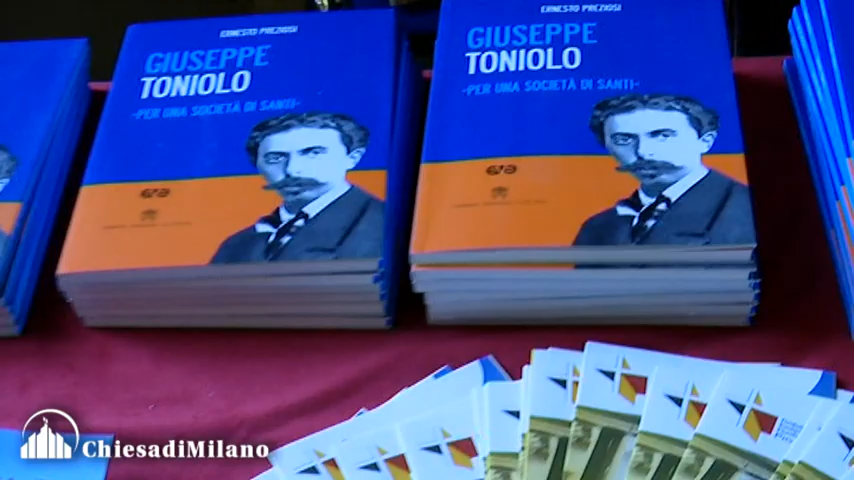 ERNESTO PREZIOSI
GIUSEPPE
TONIOLO
-PER UNA SOCIETÀ DI SANTI-
ERNESTO PREZIOSI
GIUSEPPE
TONIOLO
-PER UNA SOCIETÀ DI SANTI-
ChiesadiMilano